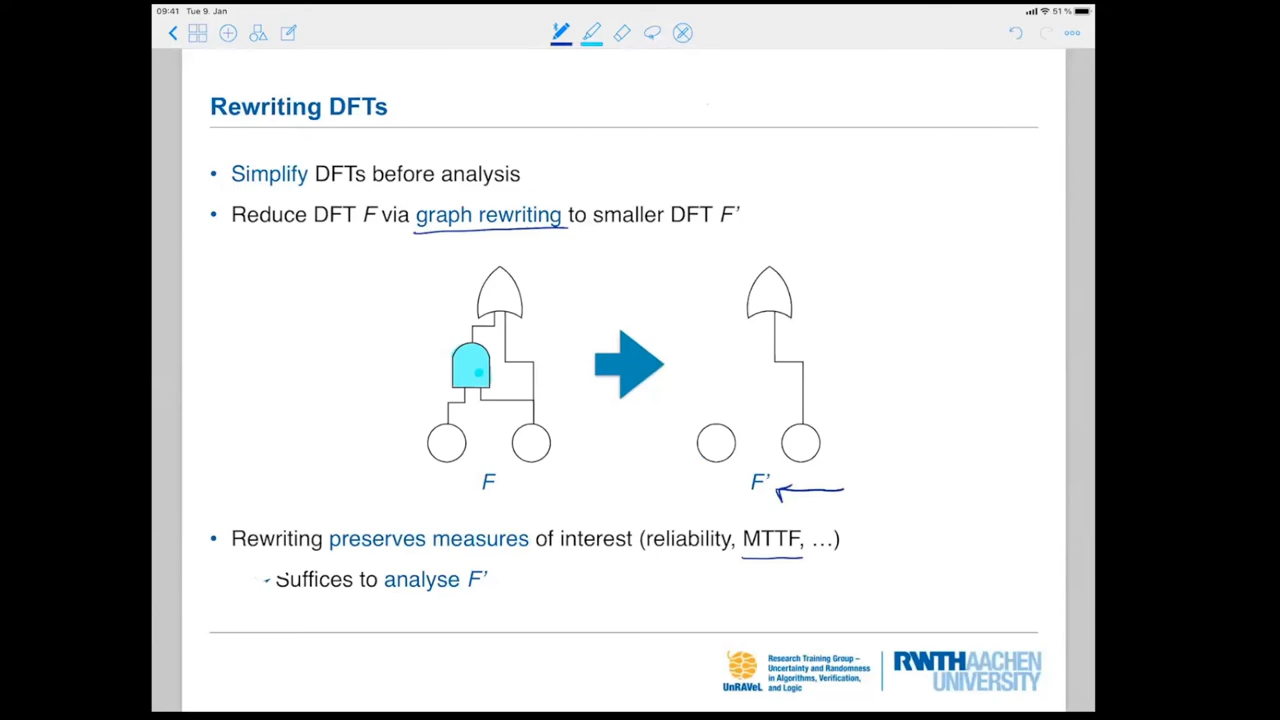 09:41 Tue 9. Jan
51 %
Rewriting DFTs
• Simplify DFTs before analysis
• Reduce DFT F via graph rewriting to smaller DFT F’
F
F’
• Rewriting preserves measures of interest (reliability, MTTF, …)
Suffices to analyse F’
UnRAVeL
Research Training Group –
Uncertainty and Randomness
in Algorithms, Verification,
and Logic
RWTHAACHEN
UNIVERSITY